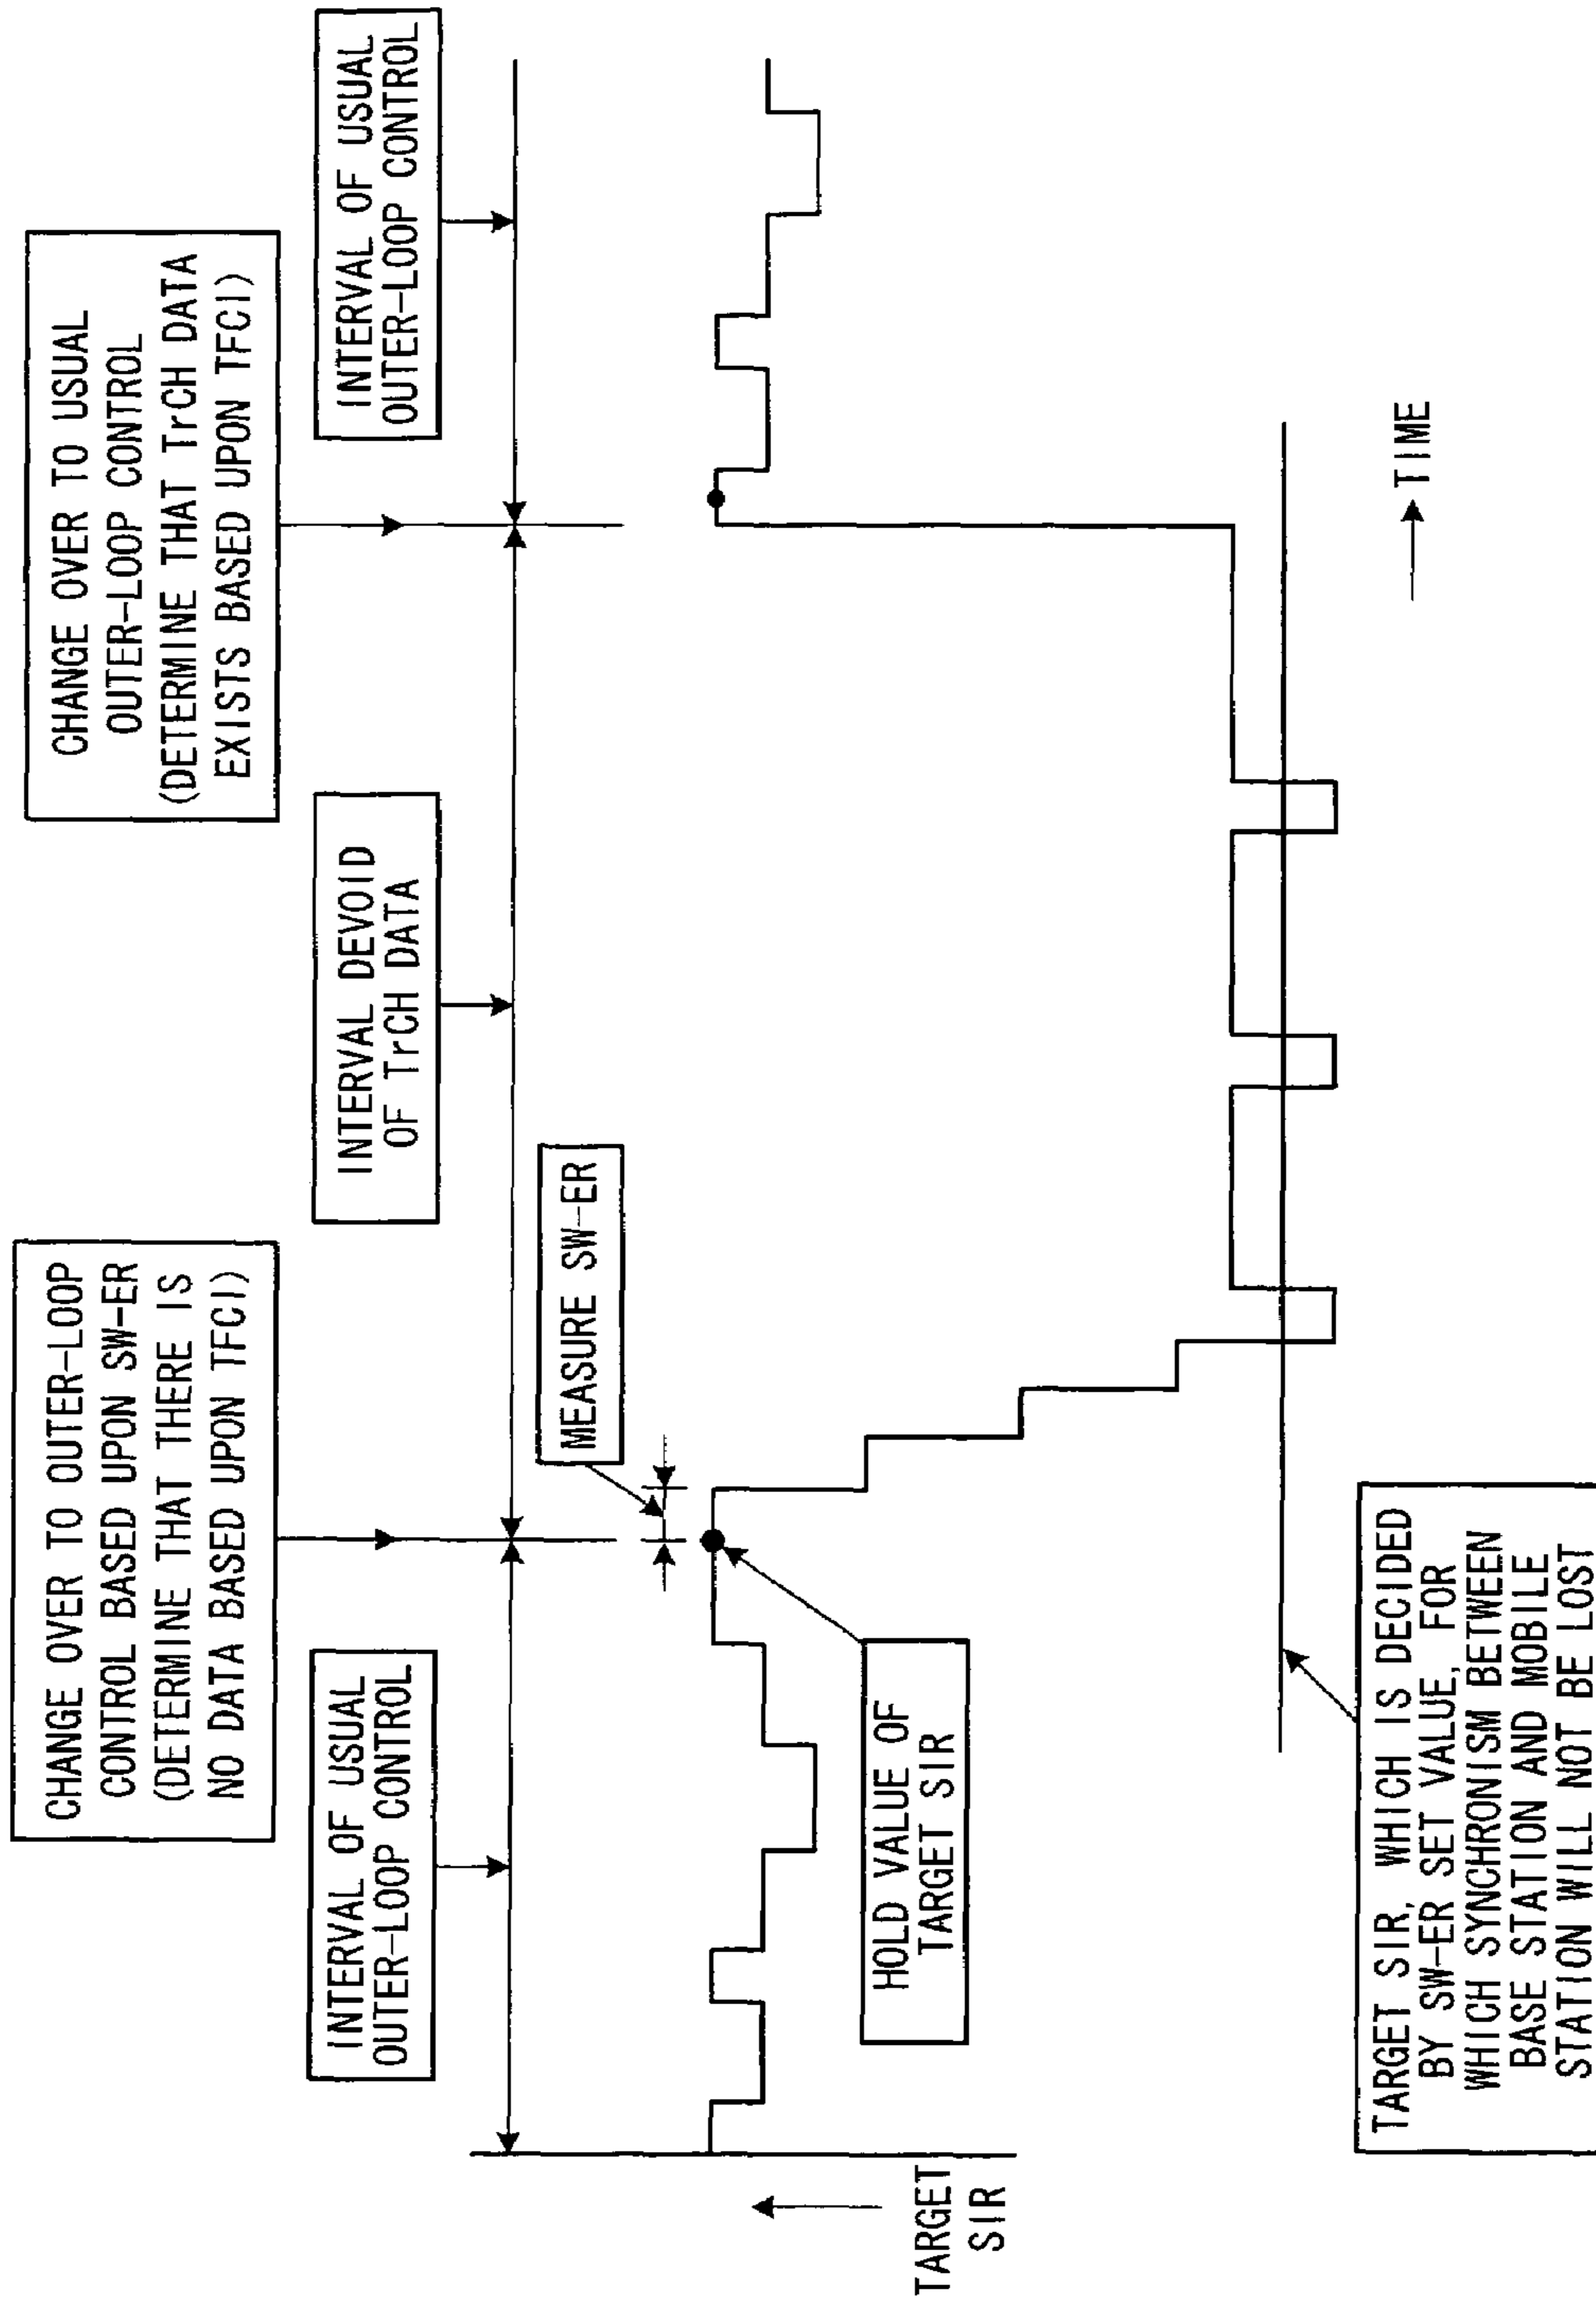 CHANGE OVER TO OUTER-LOOP
CONTROL BASED UPON SW-ER
(DETERMINE THAT THERE IS
NO DATA BASED UPON TFCI)
CHANGE OVER TO USUAL
OUTER-LOOP CONTROL
(DETERMINE THAT TrCH DATA
EXISTS BASED UPON TFCI)
INTERVAL OF USUAL
OUTER-LOOP CONTROL
INTERVAL DEVOID
OF TrCH DATA
INTERVAL OF USUAL
OUTER-LOOP CONTROL
MEASURE SW-ER
TARGET
SIR
HOLD VALUE OF
TARGET SIR
TARGET SIR, WHICH IS DECIDED
BY SW-ER SET VALUE, FOR
WHICH SYNCHRONISM BETWEEN
BASE STATION AND MOBILE
STATION WILL NOT BE LOST
TIME